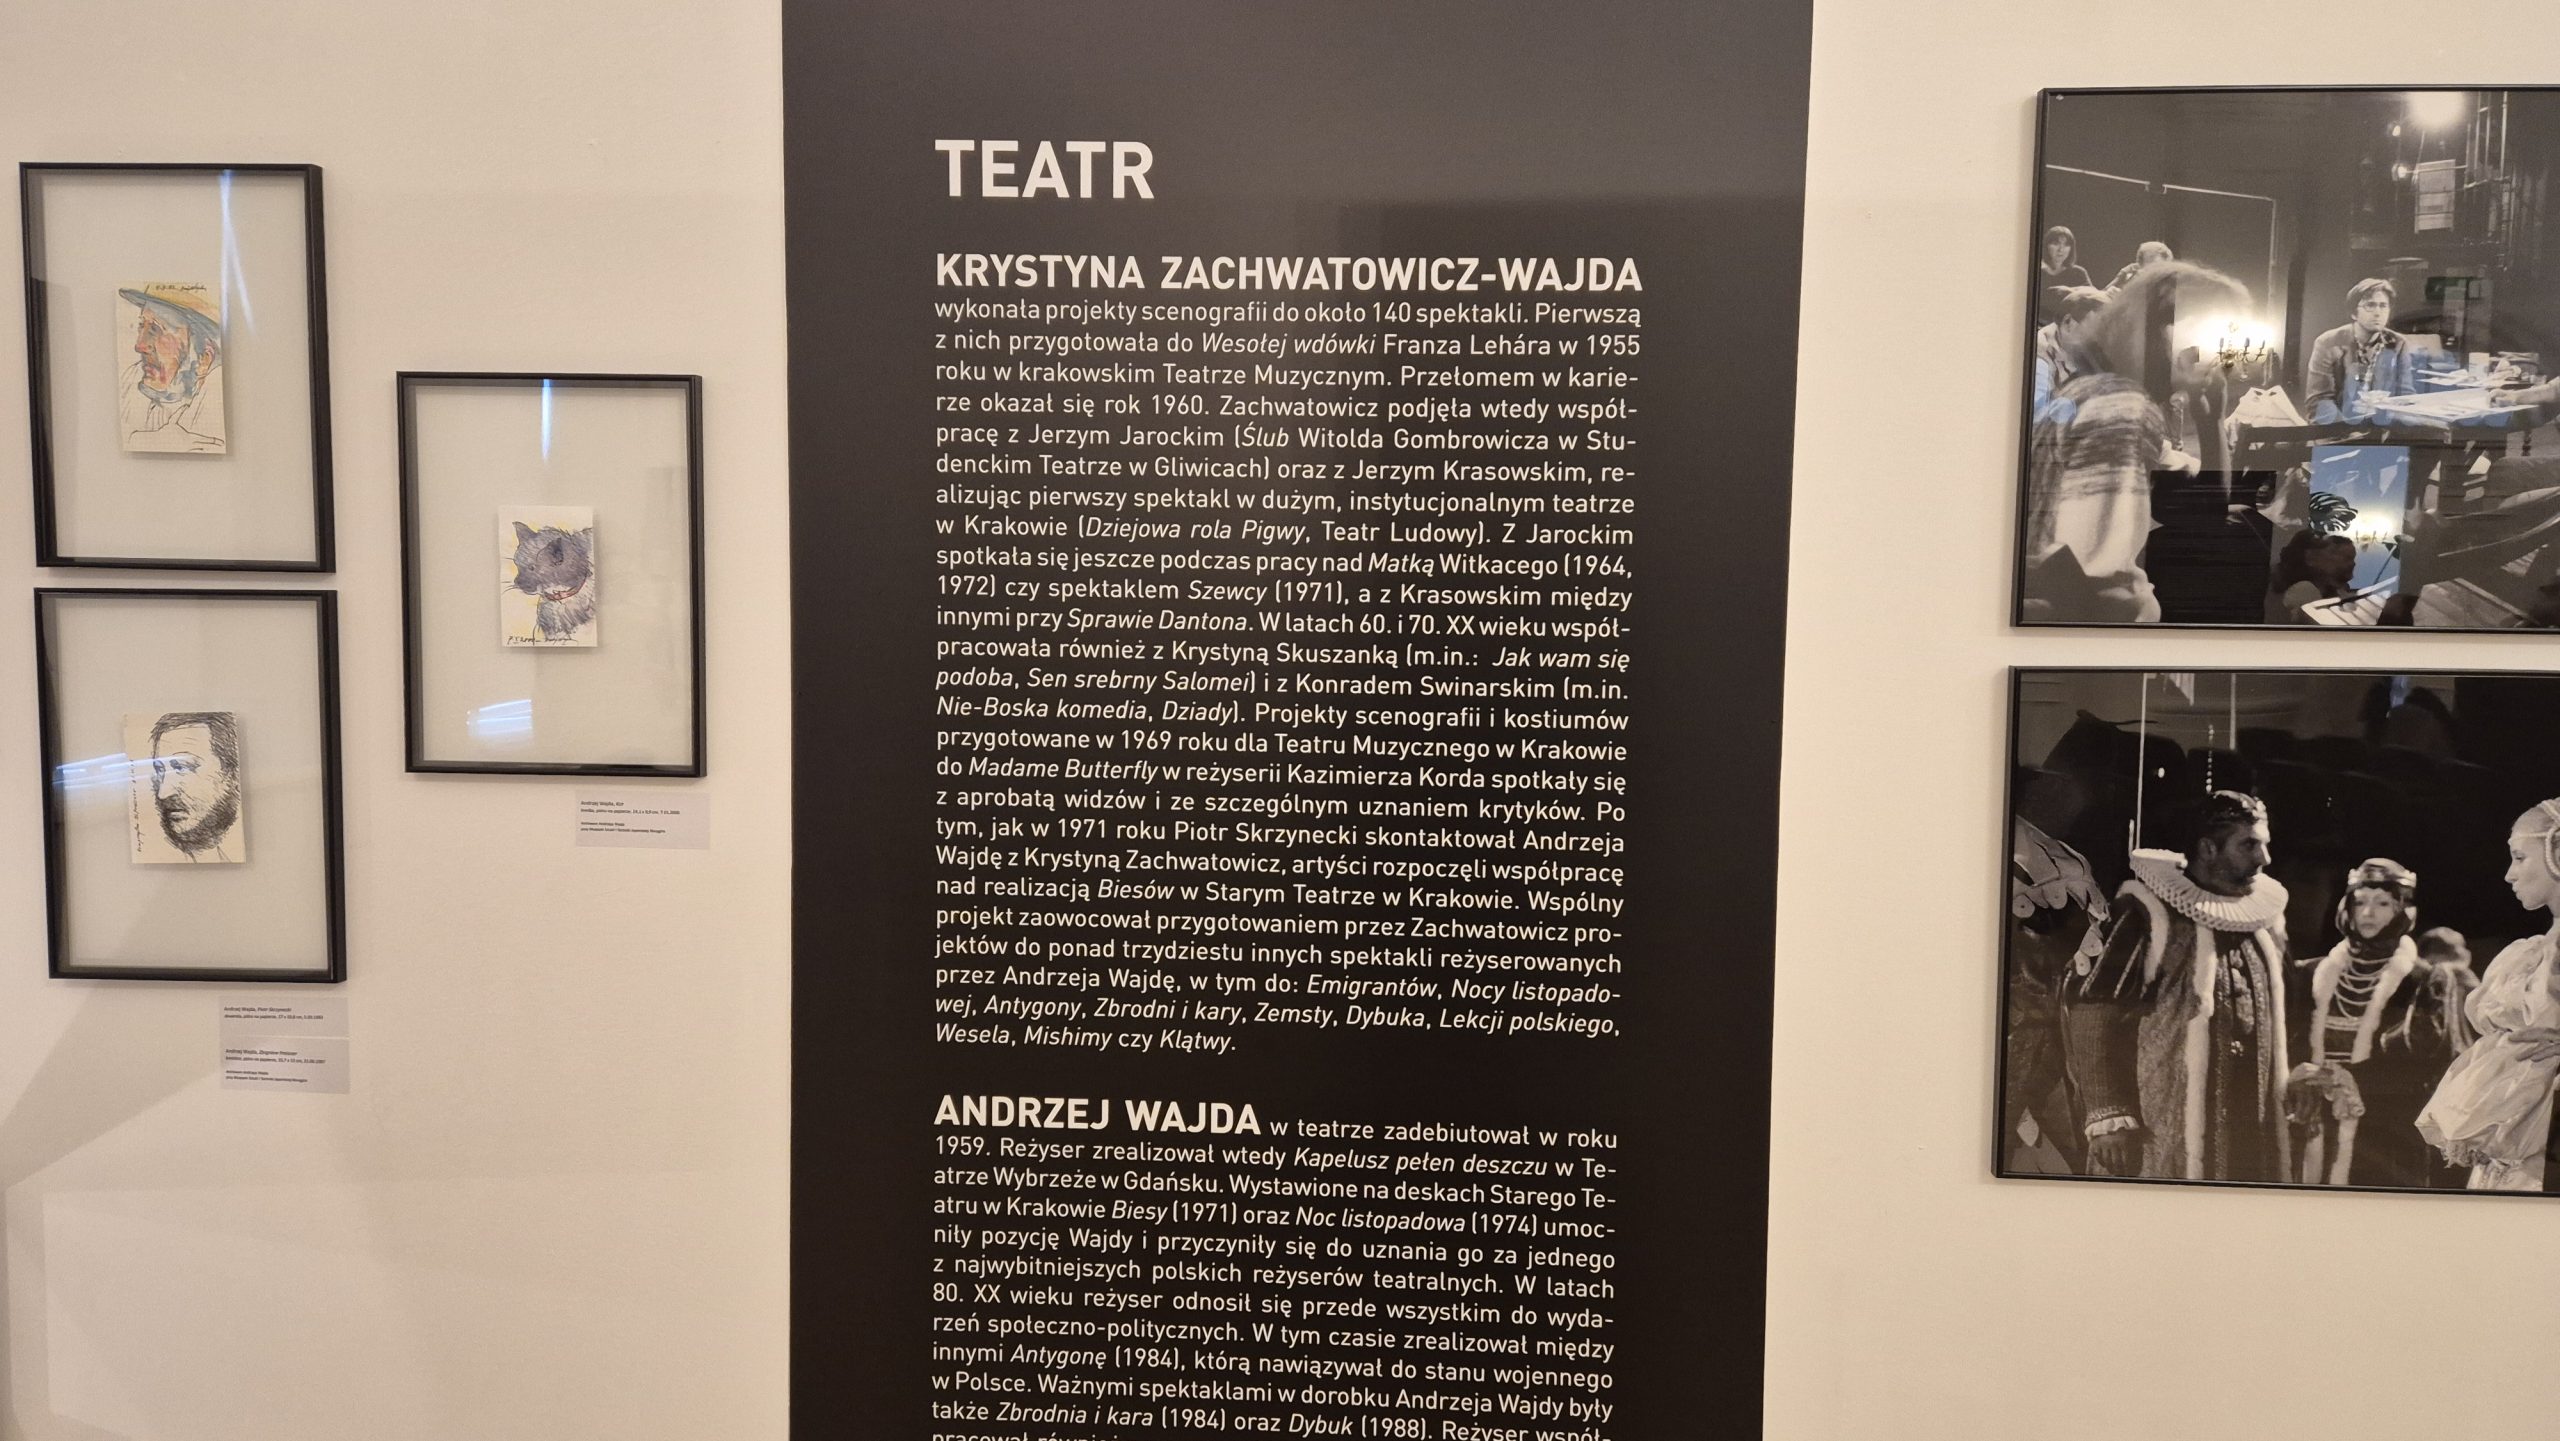 TEATR
KRYSTYNA ZACHWATOWICZ-WAJDA
wykonała projekty scenografii do około 140 spektakli. Pierwszą
z nich przygotowała do Wesołej wdówki Franza Lehára w 1955
roku w krakowskim Teatrze Muzycznym. Przełomem w karie-
rze okazał się rok 1960. Zachwatowicz podjęła wtedy współ-
pracę z Jerzym Jarockim (Ślub Witolda Gombrowicza w Stu-
denckim Teatrze w Gliwicach) oraz z Jerzym Krasowskim, re-
alizując pierwszy spektakl w dużym, instytucjonalnym teatrze
w Krakowie (Dziejowa rola Pigwy, Teatr Ludowy). Z Jarockim
spotkała się jeszcze podczas pracy nad Matką Witkacego (1964,
1972) czy spektaklem Szewcy (1971), a z Krasowskim między
innymi przy Sprawie Dantona. W latach 60. i 70. XX wieku współ-
pracowała również z Krystyną Skuszanką (m.in.: Jak wam się
podoba, Sen srebrny Salomei) i z Konradem Swinarskim (m.in.
Nie-Boska komedia, Dziady). Projekty scenografii i kostiumów
przygotowane w 1969 roku dla Teatru Muzycznego w Krakowie
do Madame Butterfly w reżyserii Kazimierza Korda spotkały się
z aprobatą widzów i ze szczególnym uznaniem krytyków. Po
tym, jak w 1971 roku Piotr Skrzynecki skontaktował Andrzeja
Wajdę z Krystyną Zachwatowicz, artyści rozpoczęli współpracę
nad realizacją Biesów w Starym Teatrze w Krakowie. Wspólny
projekt zaowocował przygotowaniem przez Zachwatowicz pro-
jektów do ponad trzydziestu innych spektakli reżyserowanych
przez Andrzeja Wajdę, w tym do: Emigrantów, Nocy listopado-
wej, Antygony, Zbrodni i kary, Zemsty, Dybuka, Lekcji polskiego,
Wesela, Mishimy czy Klątwy.
ANDRZEJ WAJDA w teatrze zadebiutował w roku
1959. Reżyser zrealizował wtedy Kapelusz pełen deszczu w Te-
atrze Wybrzeże w Gdańsku. Wystawione na deskach Starego Te-
atru w Krakowie Biesy (1971) oraz Noc listopadowa (1974) umoc-
niły pozycję Wajdy i przyczyniły się do uznania go za jednego
z najwybitniejszych polskich reżyserów teatralnych. W latach
80. XX wieku reżyser odnosił się przede wszystkim do wyda-
rzeń społeczno-politycznych. W tym czasie zrealizował między
innymi Antygonę (1984), którą nawiązywał do stanu wojennego
w Polsce. Ważnymi spektaklami w dorobku Andrzeja Wajdy były
także Zbrodnia i kara (1984) oraz Dybuk (1988). Reżyser współ-
Andrzej Wajda, Kot
Andrzej Wajda, Piotr Skrzynecki
Andrzej Wajda, Zbigniew Preisner